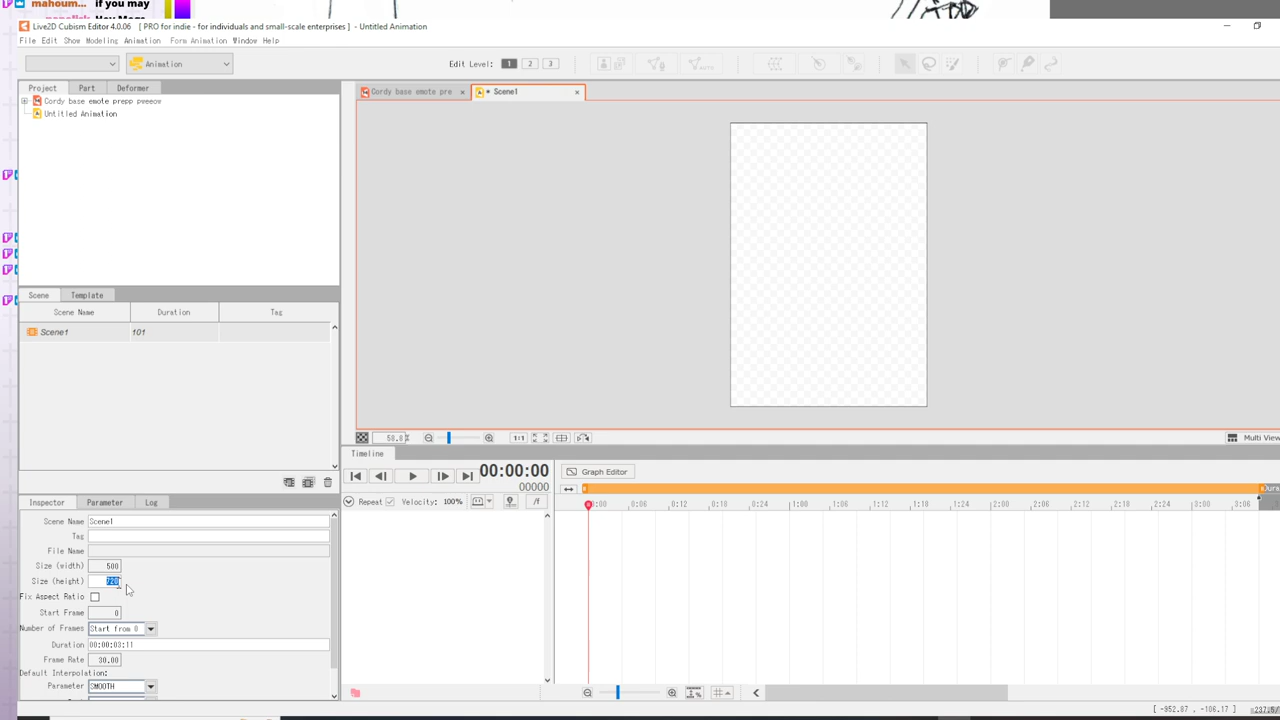 mahoum... if you may
Live2D Cubism Editor 4.0.06 [ PRO for indie - for individuals and small-scale enterprises ] - Untitled Animation
File Edit Show Modeling Animation Form Animation Window Help
Animation
Edit Level: 1 2 3
Project Part Deformer
Cordy base emote pre × * Scene1 ×
Cordy base emote prepp pweeow
Untitled Animation
Scene Template
Scene Name Duration Tag
Scene1 101
58.8% 1:1 Multi View
Timeline
00:00:00
00000
Graph Editor
Repeat Velocity: 100% /f
0:00 0:06 0:12 0:18 0:24 1:00 1:06 1:12 1:18 1:24 2:00 2:06 2:12 2:18 2:24 3:00 3:06
Inspector Parameter Log
Scene Name Scene1
Tag
File Name
Size (width) 500
Size (height) 720
Fix Aspect Ratio
Start Frame 0
Number of Frames Start from 0
Duration 00:00:03:11
Frame Rate 30.00
Default Interpolation:
Parameter SMOOTH
[ -952.87 , -106.17 ]